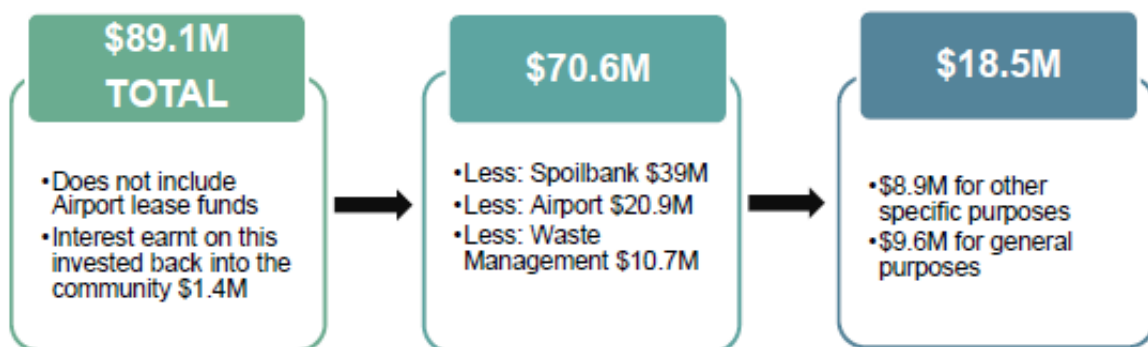 $89.1M
TOTAL
•Does not include
Airport lease funds
•Interest earnt on this
invested back into the
community $1.4M
$70.6M
•Less: Spoilbank $39M
•Less: Airport $20.9M
•Less: Waste
Management $10.7M
$18.5M
•$8.9M for other
specific purposes
•$9.6M for general
purposes